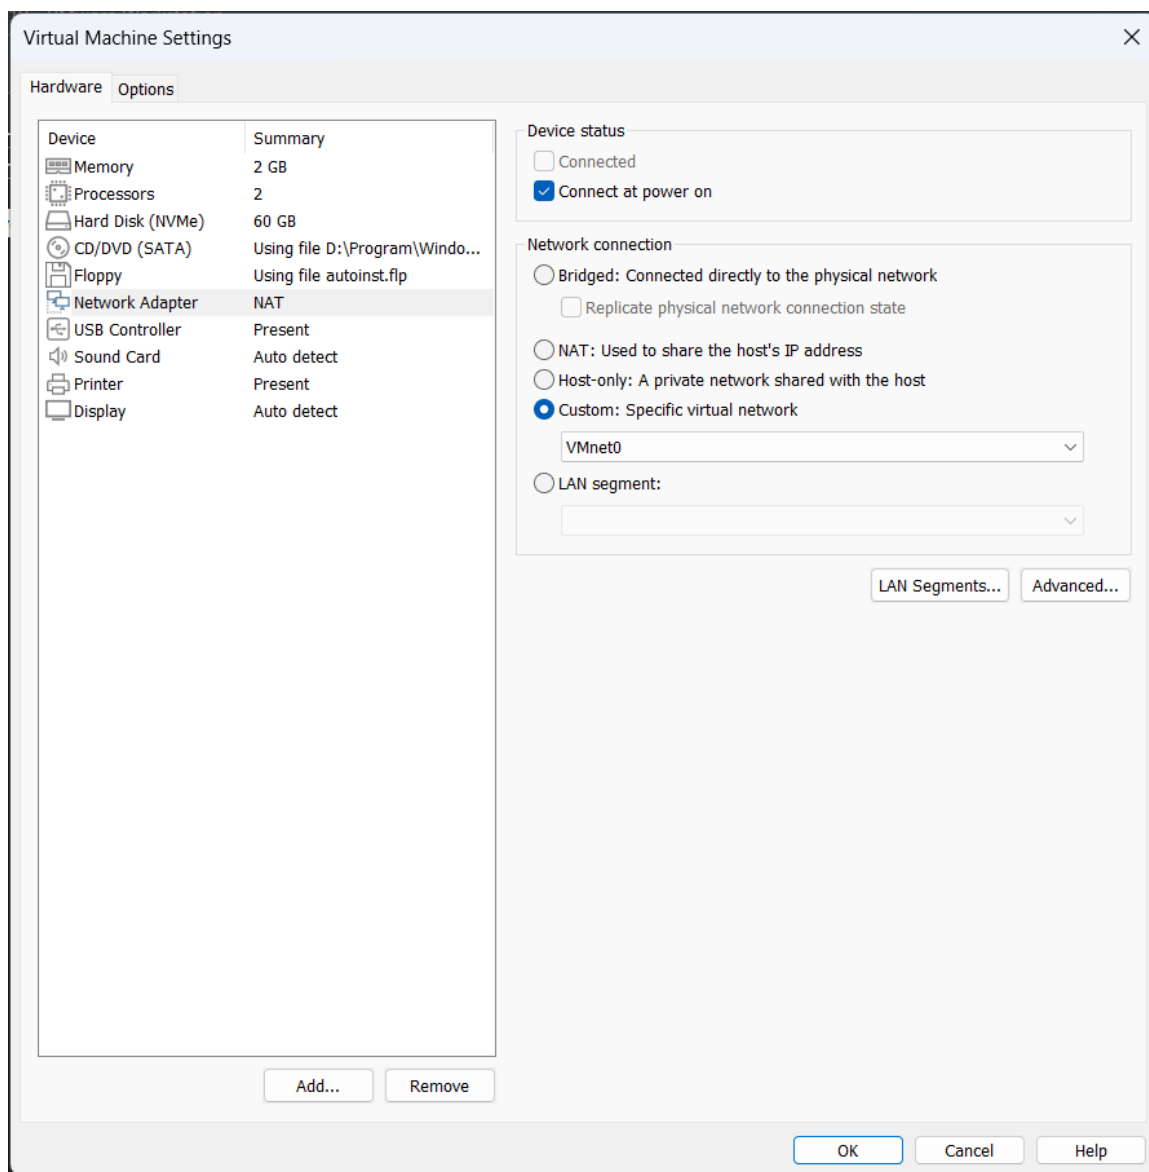 Virtual Machine Settings
Hardware
Options
Device Summary
Memory 2 GB
Processors 2
Hard Disk (NVMe) 60 GB
CD/DVD (SATA) Using file D:\Program\Windo...
Floppy Using file autoinst.flp
Network Adapter NAT
USB Controller Present
Sound Card Auto detect
Printer Present
Display Auto detect
Add...
Remove
Device status
Connected
Connect at power on
Network connection
Bridged: Connected directly to the physical network
Replicate physical network connection state
NAT: Used to share the host's IP address
Host-only: A private network shared with the host
Custom: Specific virtual network
VMnet0
LAN segment:
LAN Segments...
Advanced...
OK
Cancel
Help